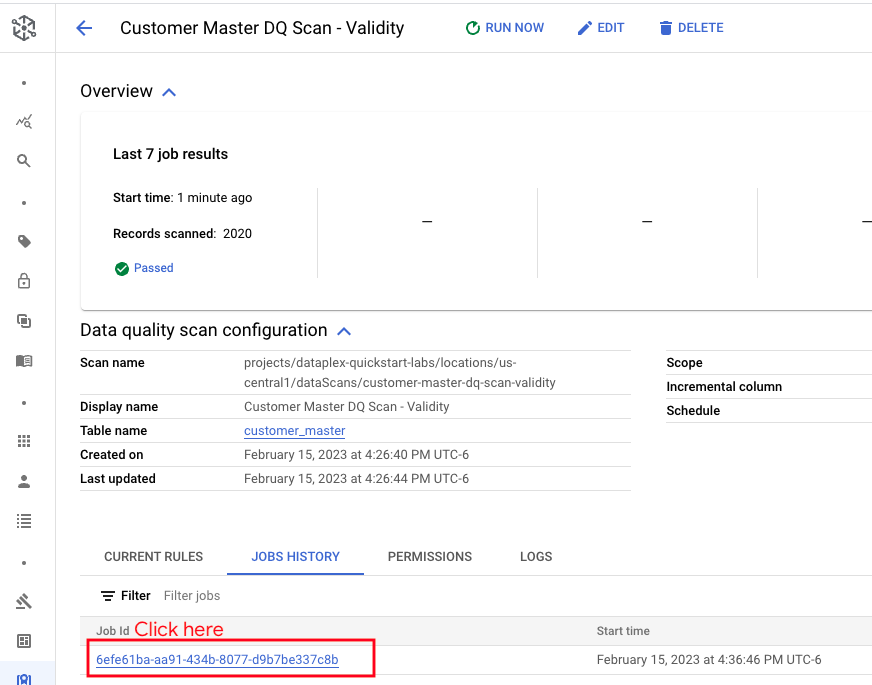 Customer Master DQ Scan - Validity
RUN NOW
EDIT
DELETE
Overview
Last 7 job results
Start time: 1 minute ago
Records scanned: 2020
Passed
–
–
–
Data quality scan configuration
Scan name
projects/dataplex-quickstart-labs/locations/us-
central1/dataScans/customer-master-dq-scan-validity
Display name
Customer Master DQ Scan - Validity
Table name
customer_master
Created on
February 15, 2023 at 4:26:40 PM UTC-6
Last updated
February 15, 2023 at 4:26:44 PM UTC-6
Scope
Incremental column
Schedule
CURRENT RULES
JOBS HISTORY
PERMISSIONS
LOGS
Filter Filter jobs
Job Id Click here
Start time
6efe61ba-aa91-434b-8077-d9b7be337c8b
February 15, 2023 at 4:36:46 PM UTC-6